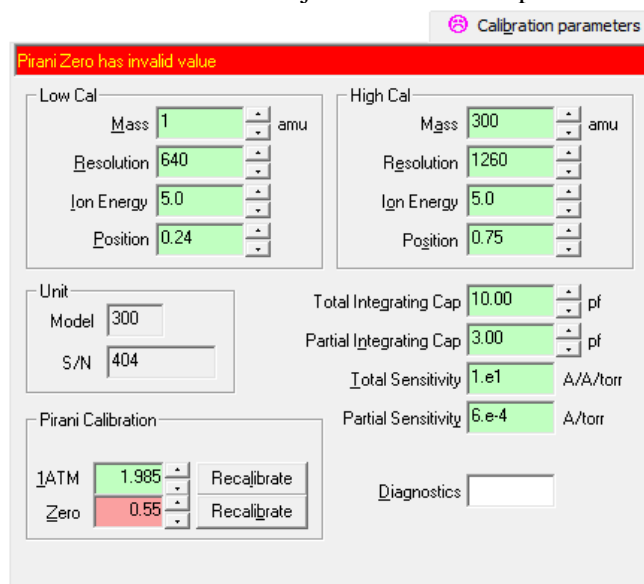 Calibration parameters
Pirani Zero has invalid value
Low Cal
Mass 1 amu
Resolution 640
Ion Energy 5.0
Position 0.24
High Cal
Mass 300 amu
Resolution 1260
Ion Energy 5.0
Position 0.75
Unit
Model 300
S/N 404
Total Integrating Cap 10.00 pf
Partial Integrating Cap 3.00 pf
Total Sensitivity 1.e1 A/A/torr
Partial Sensitivity 6.e-4 A/torr
Pirani Calibration
1ATM 1.985 Recalibrate
Zero 0.55 Recalibrate
Diagnostics